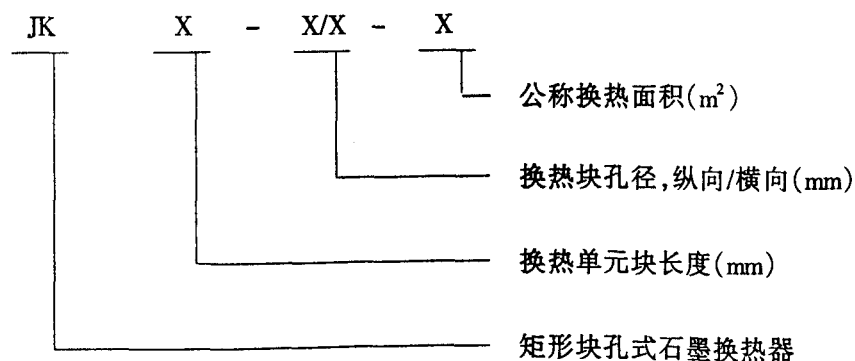 JK X - X/X - X
公称换热面积(m²)
换热块孔径,纵向/横向(mm)
换热单元块长度(mm)
矩形块孔式石墨换热器